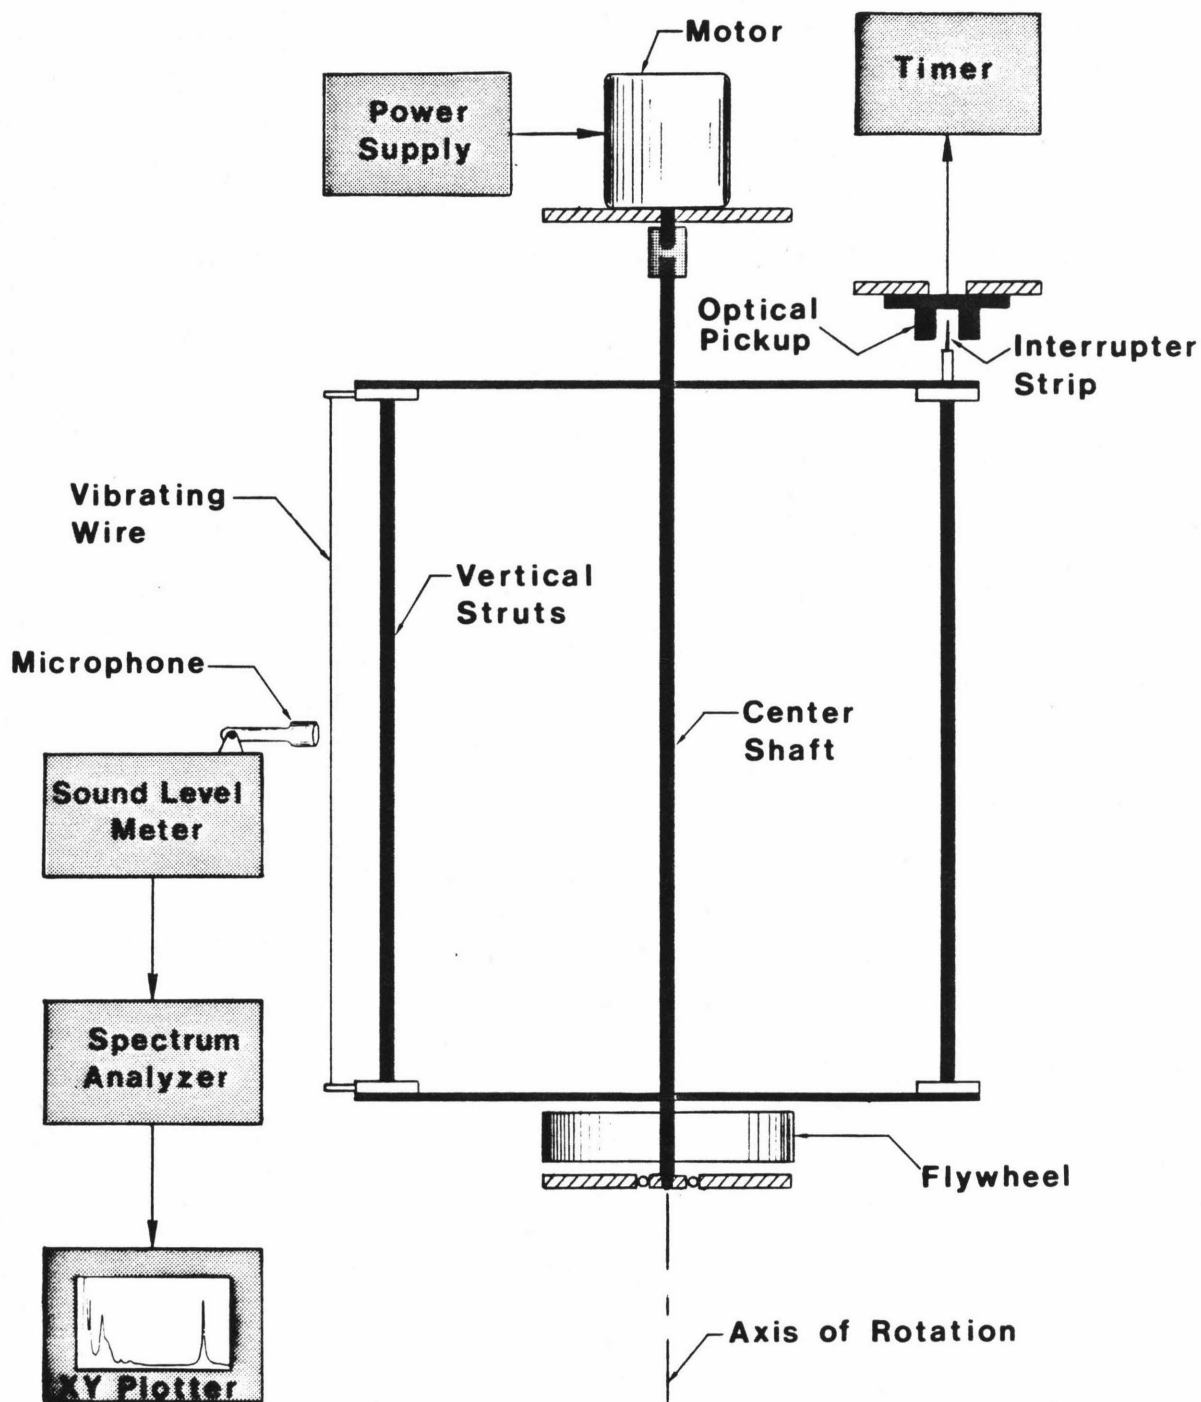 Motor
Timer
Power
Supply
Optical
Pickup
Interrupter
Strip
Vibrating
Wire
Vertical
Struts
Microphone
Center
Shaft
Sound Level
Meter
Spectrum
Analyzer
Flywheel
Axis of Rotation
XY Plotter